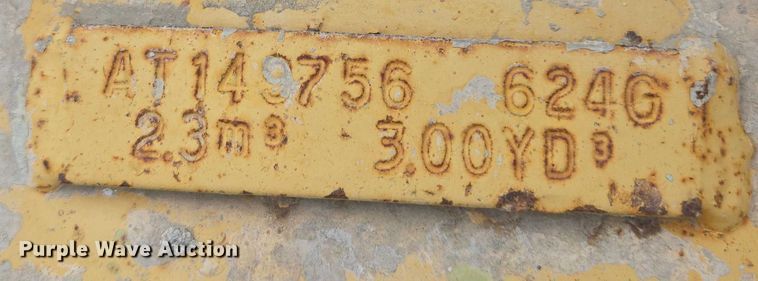 AT149756 624G
2.3m³ 3.00YD³
Purple Wave Auction